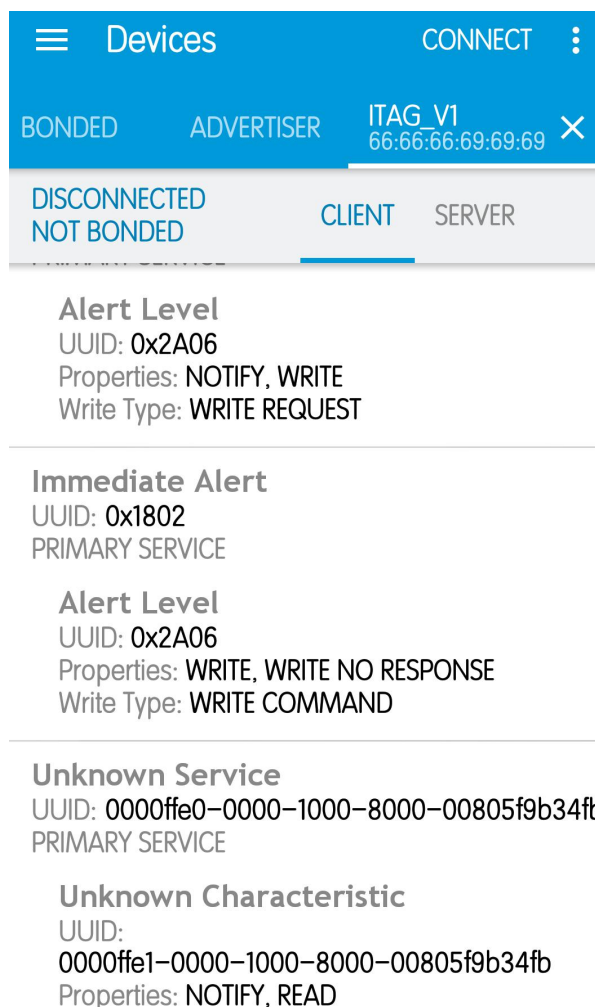 Devices
CONNECT
BONDED
ADVERTISER
ITAG_V1
66:66:66:69:69:69
DISCONNECTED
NOT BONDED
CLIENT
SERVER
PRIMARY SERVICE
Alert Level
UUID: 0x2A06
Properties: NOTIFY, WRITE
Write Type: WRITE REQUEST
Immediate Alert
UUID: 0x1802
PRIMARY SERVICE
Alert Level
UUID: 0x2A06
Properties: WRITE, WRITE NO RESPONSE
Write Type: WRITE COMMAND
Unknown Service
UUID: 0000ffe0-0000-1000-8000-00805f9b34fb
PRIMARY SERVICE
Unknown Characteristic
UUID:
0000ffe1-0000-1000-8000-00805f9b34fb
Properties: NOTIFY, READ